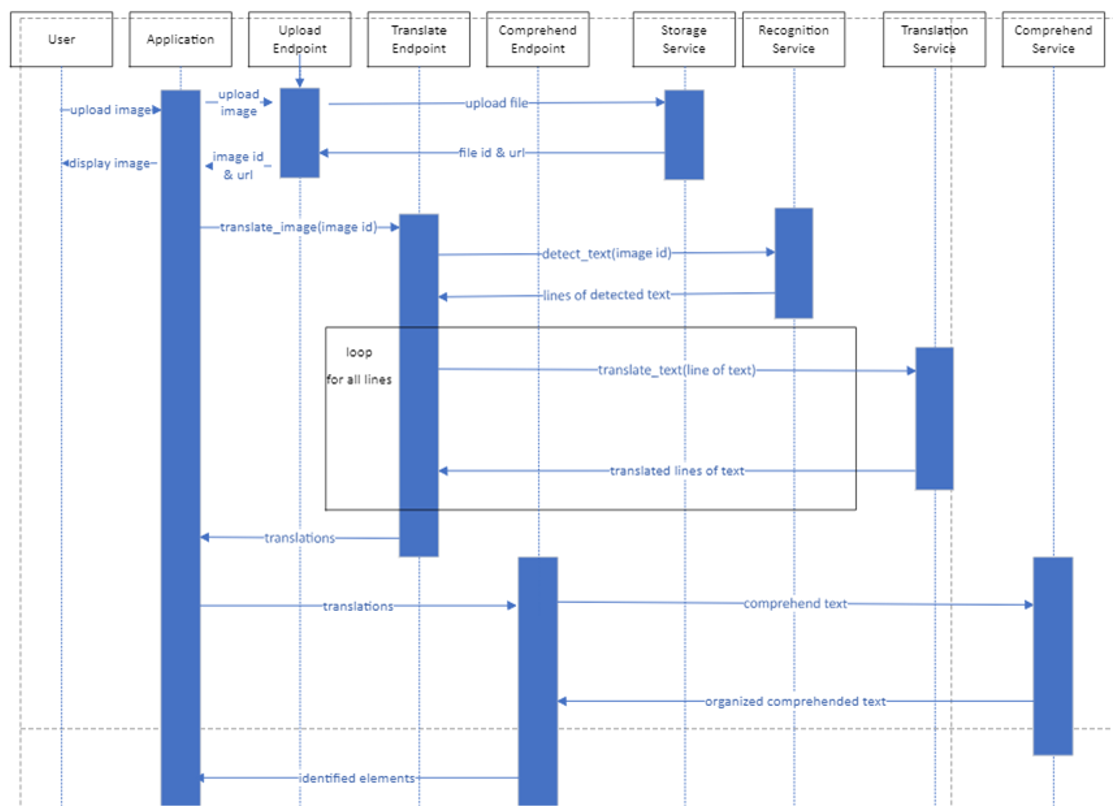 User
Application
Upload
Endpoint
Translate
Endpoint
Comprehend
Endpoint
Storage
Service
Recognition
Service
Translation
Service
Comprehend
Service
upload image
upload
image
upload file
display image
image id
& url
file id & url
translate_image(image id)
detect_text(image id)
lines of detected text
loop
for all lines
translate_text(line of text)
translated lines of text
translations
translations
comprehend text
organized comprehended text
identified elements